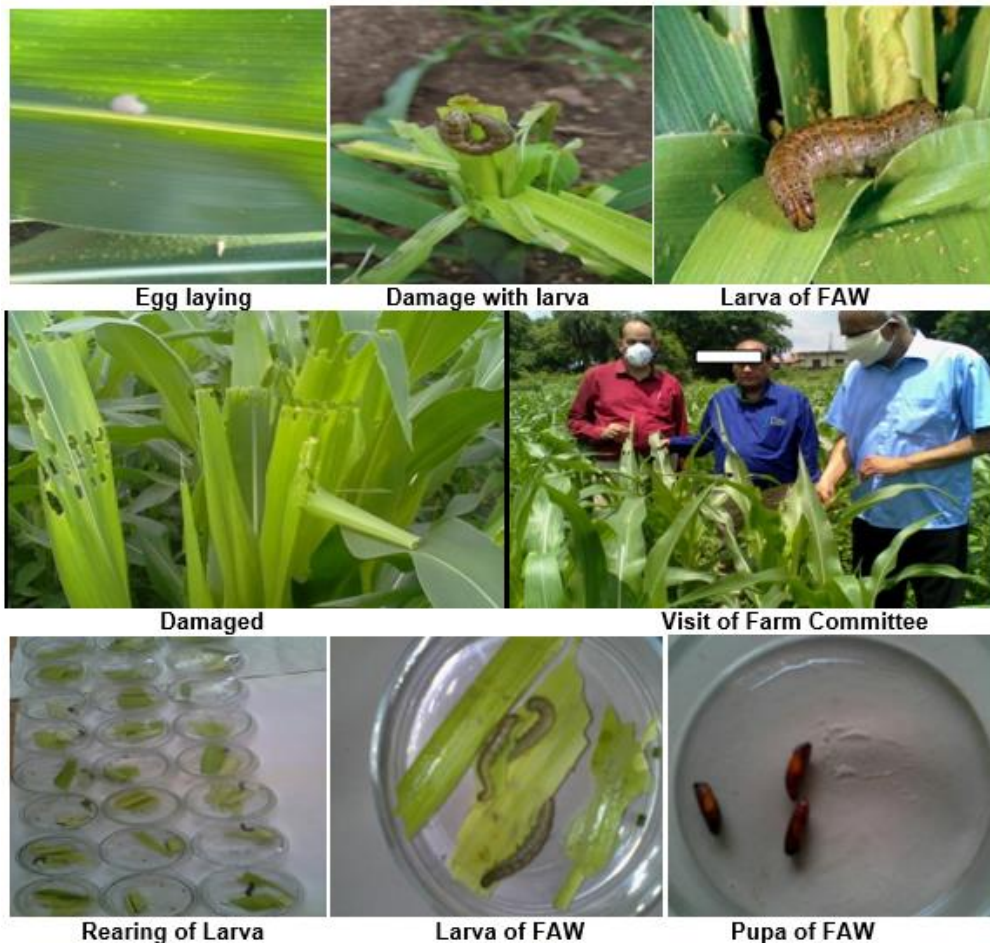 Egg laying
Damage with larva
Larva of FAW
Damaged
Visit of Farm Committee
Rearing of Larva
Larva of FAW
Pupa of FAW